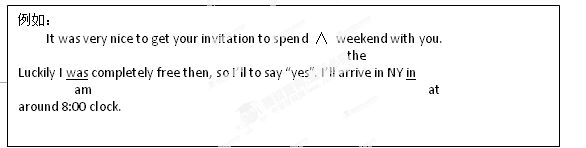 例如：
It was very nice to get your invitation to spend ∧ weekend with you.
the
Luckily I was completely free then, so I'll to say “yes”. I'll arrive in NY in
am at
around 8:00 clock.